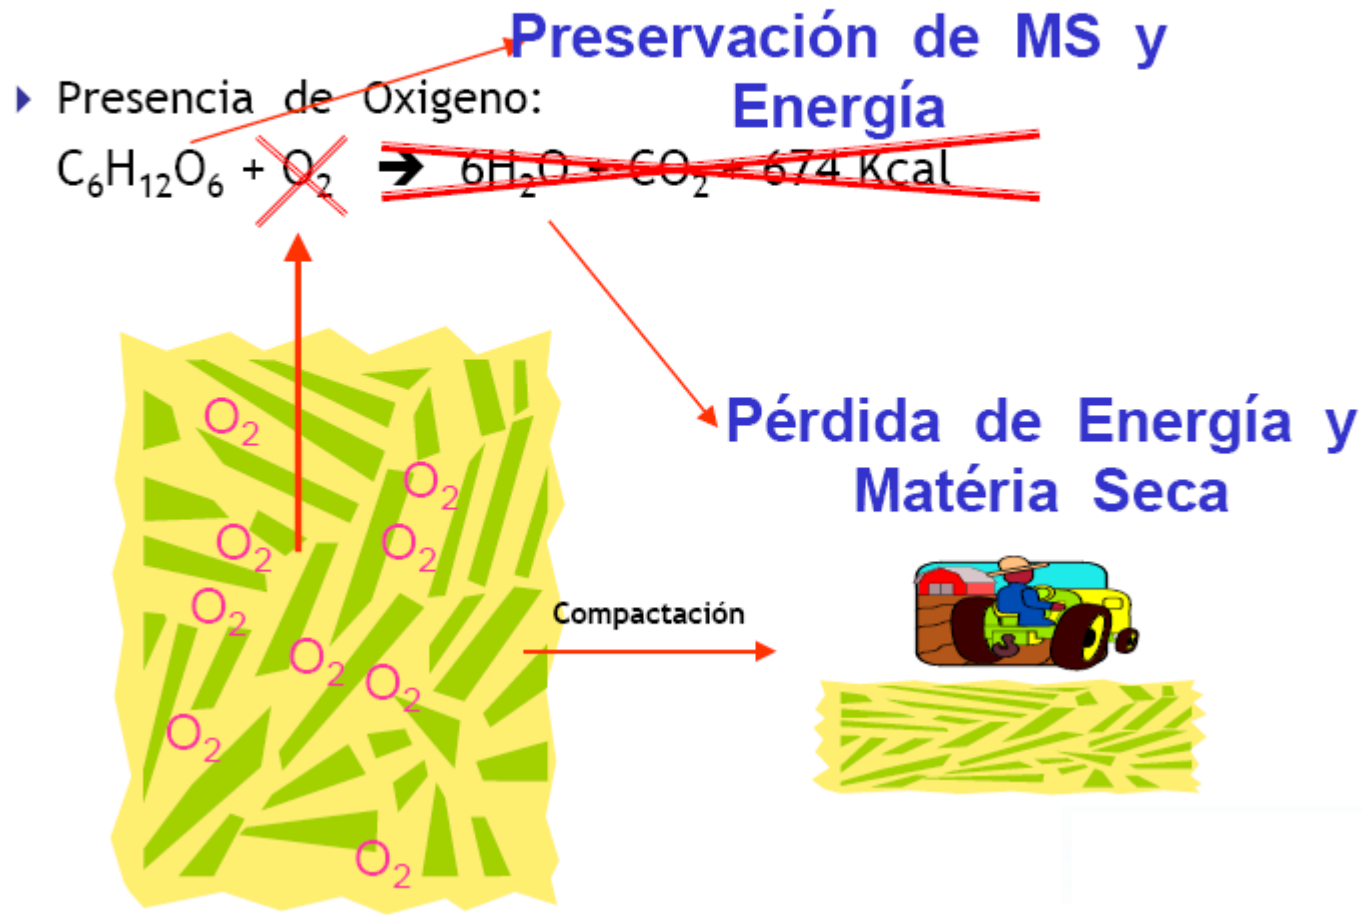 Preservación de MS y
Energía
Presencia de Oxigeno:
C₆H₁₂O₆ + O₂ ➔ 6H₂O + CO₂ + 674 Kcal
Pérdida de Energía y
Matéria Seca
O₂
O₂
O₂
O₂
O₂
O₂
O₂
O₂
O₂
Compactación